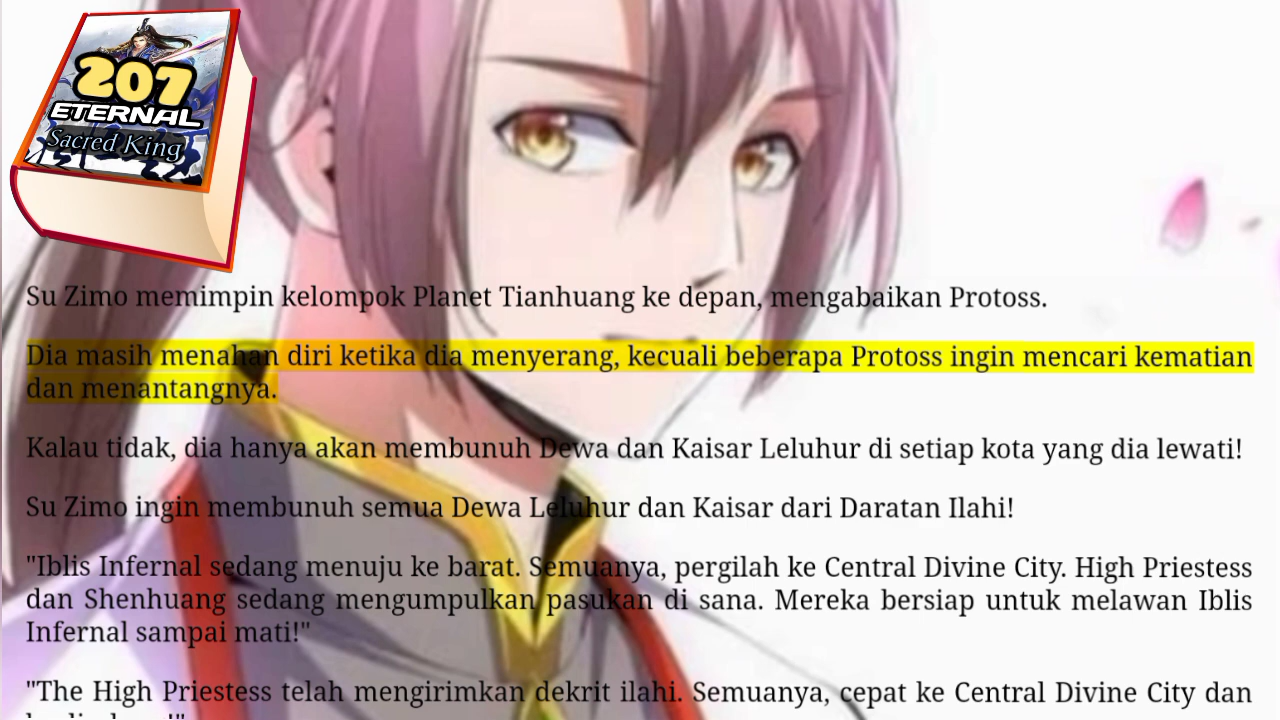 207
ETERNAL
Sacred King
Su Zimo memimpin kelompok Planet Tianhuang ke depan, mengabaikan Protoss.
Dia masih menahan diri ketika dia menyerang, kecuali beberapa Protoss ingin mencari kematian
dan menantangnya.
Kalau tidak, dia hanya akan membunuh Dewa dan Kaisar Leluhur di setiap kota yang dia lewati!
Su Zimo ingin membunuh semua Dewa Leluhur dan Kaisar dari Daratan Ilahi!
"Iblis Infernal sedang menuju ke barat. Semuanya, pergilah ke Central Divine City. High Priestess
dan Shenhuang sedang mengumpulkan pasukan di sana. Mereka bersiap untuk melawan Iblis
Infernal sampai mati!"
"The High Priestess telah mengirimkan dekrit ilahi. Semuanya, cepat ke Central Divine City dan